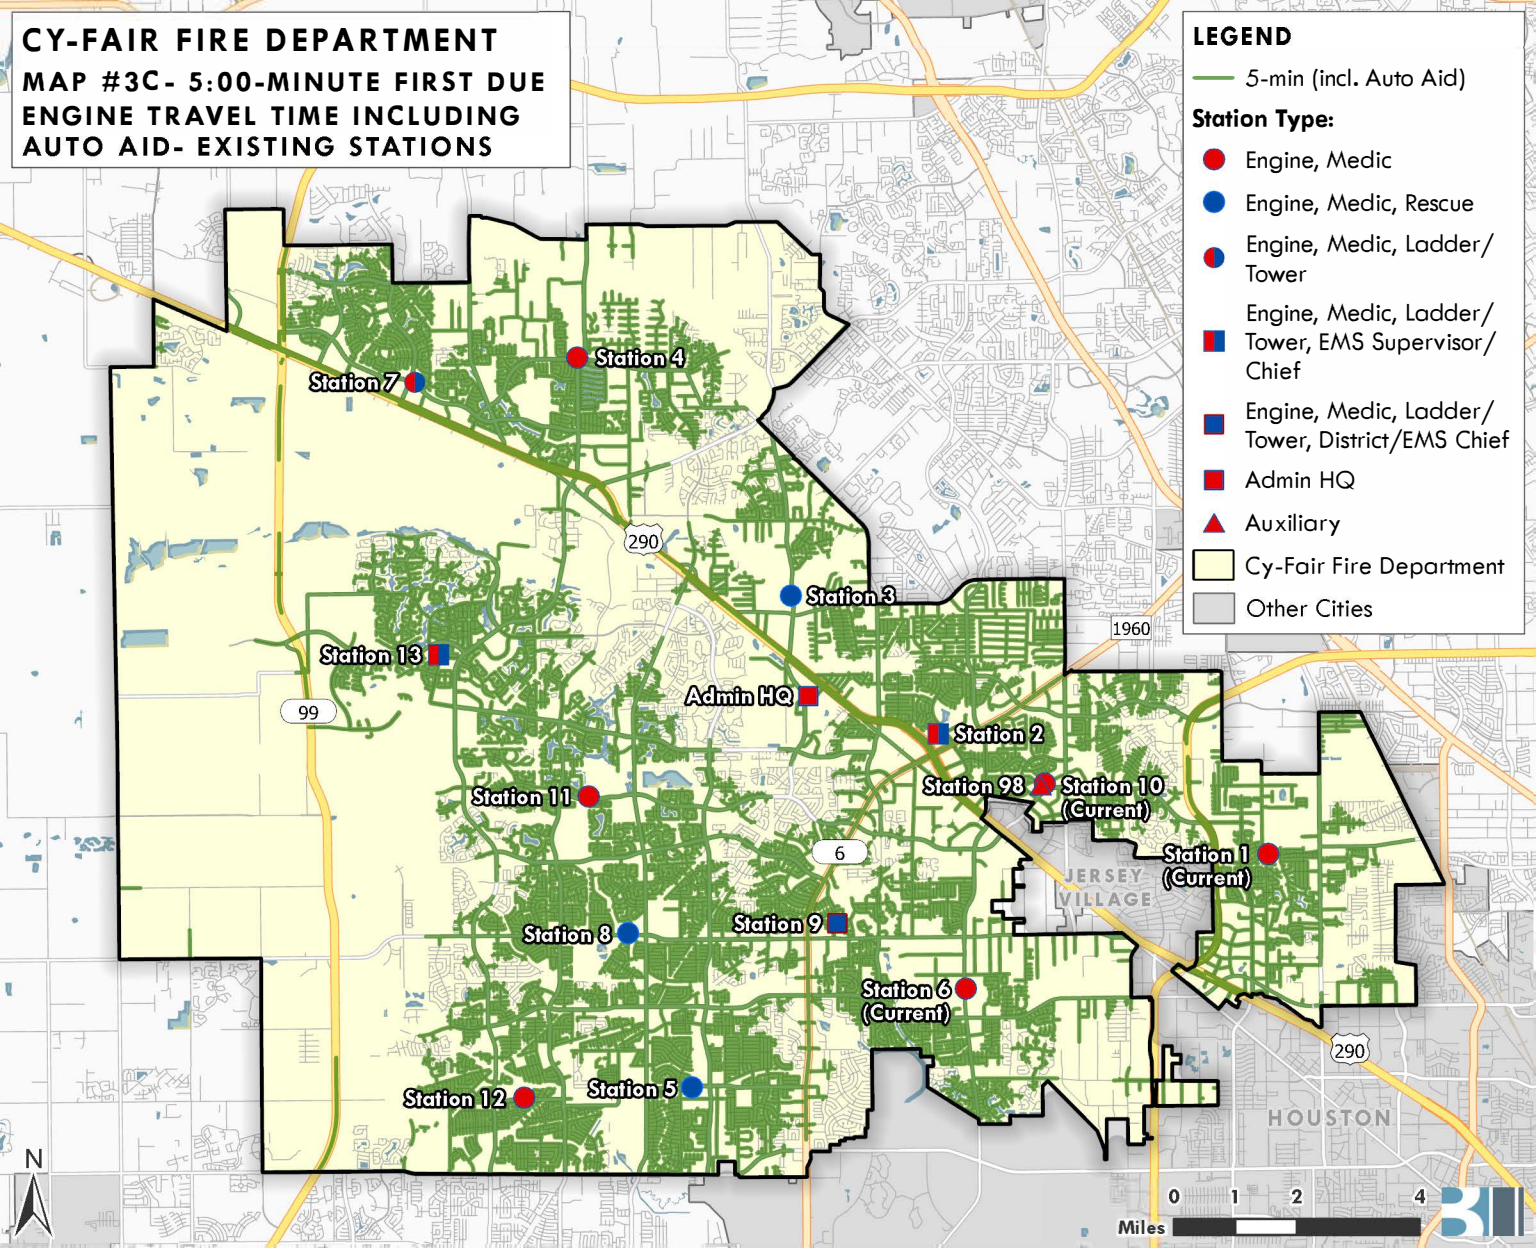 CY-FAIR FIRE DEPARTMENT
MAP #3C- 5:00-MINUTE FIRST DUE
ENGINE TRAVEL TIME INCLUDING
AUTO AID- EXISTING STATIONS
LEGEND
5-min (incl. Auto Aid)
Station Type:
Engine, Medic
Engine, Medic, Rescue
Engine, Medic, Ladder/
Tower
Engine, Medic, Ladder/
Tower, EMS Supervisor/
Chief
Engine, Medic, Ladder/
Tower, District/EMS Chief
Admin HQ
Auxiliary
Cy-Fair Fire Department
Other Cities
Station 4
Station 7
290
Station 3
1960
Station 13
Admin HQ
99
Station 2
Station 98
Station 10
(Current)
Station 11
6
Station 1
(Current)
JERSEY
VILLAGE
Station 9
Station 8
Station 6
(Current)
290
Station 5
Station 12
HOUSTON
N
0 1 2 4
Miles
BJ